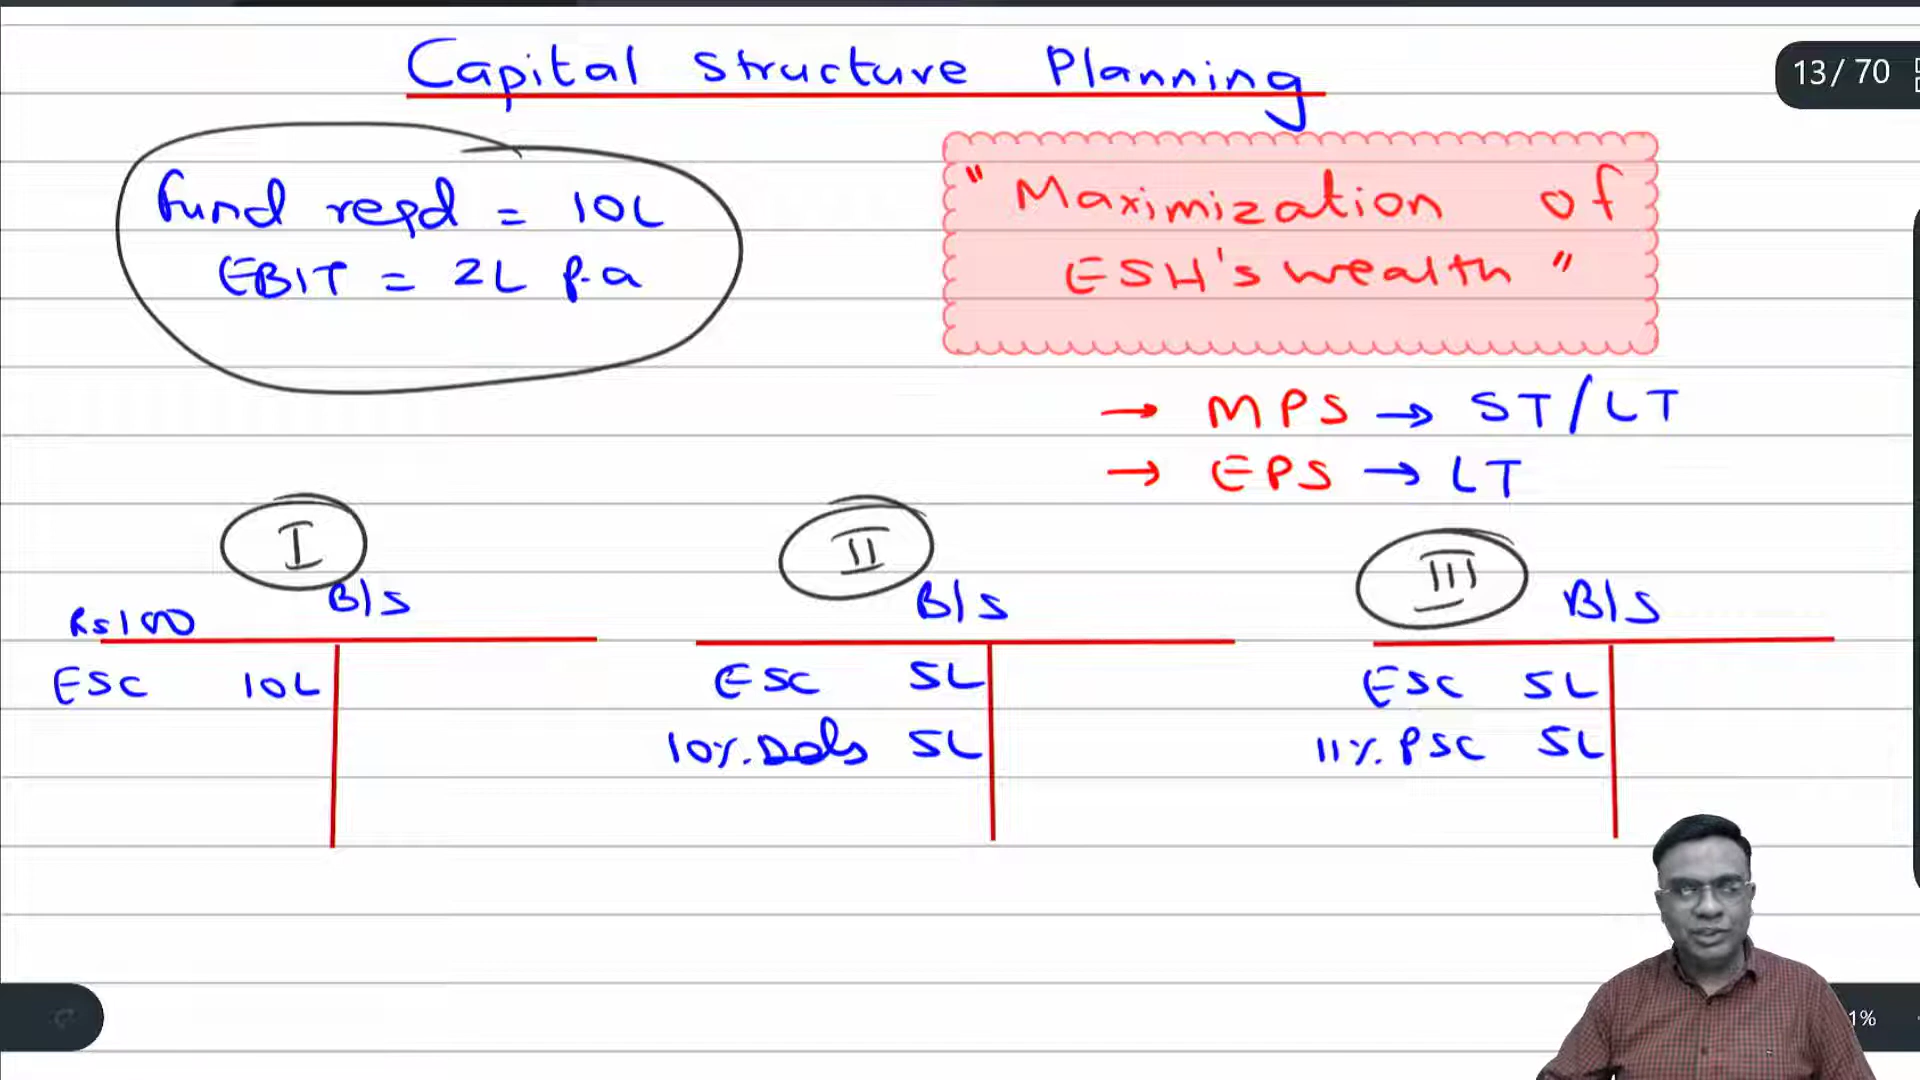 Capital Structure Planning
13/ 70
Fund reqd = 10L
EBIT = 2L p.a
" Maximization of
ESH's wealth "
→ MPS → ST/LT
→ EPS → LT
I
B/S
Rs100
ESC 10L
II
B/S
ESC 5L
10%. Debs 5L
III
B/S
ESC 5L
11%. PSC 5L
1%